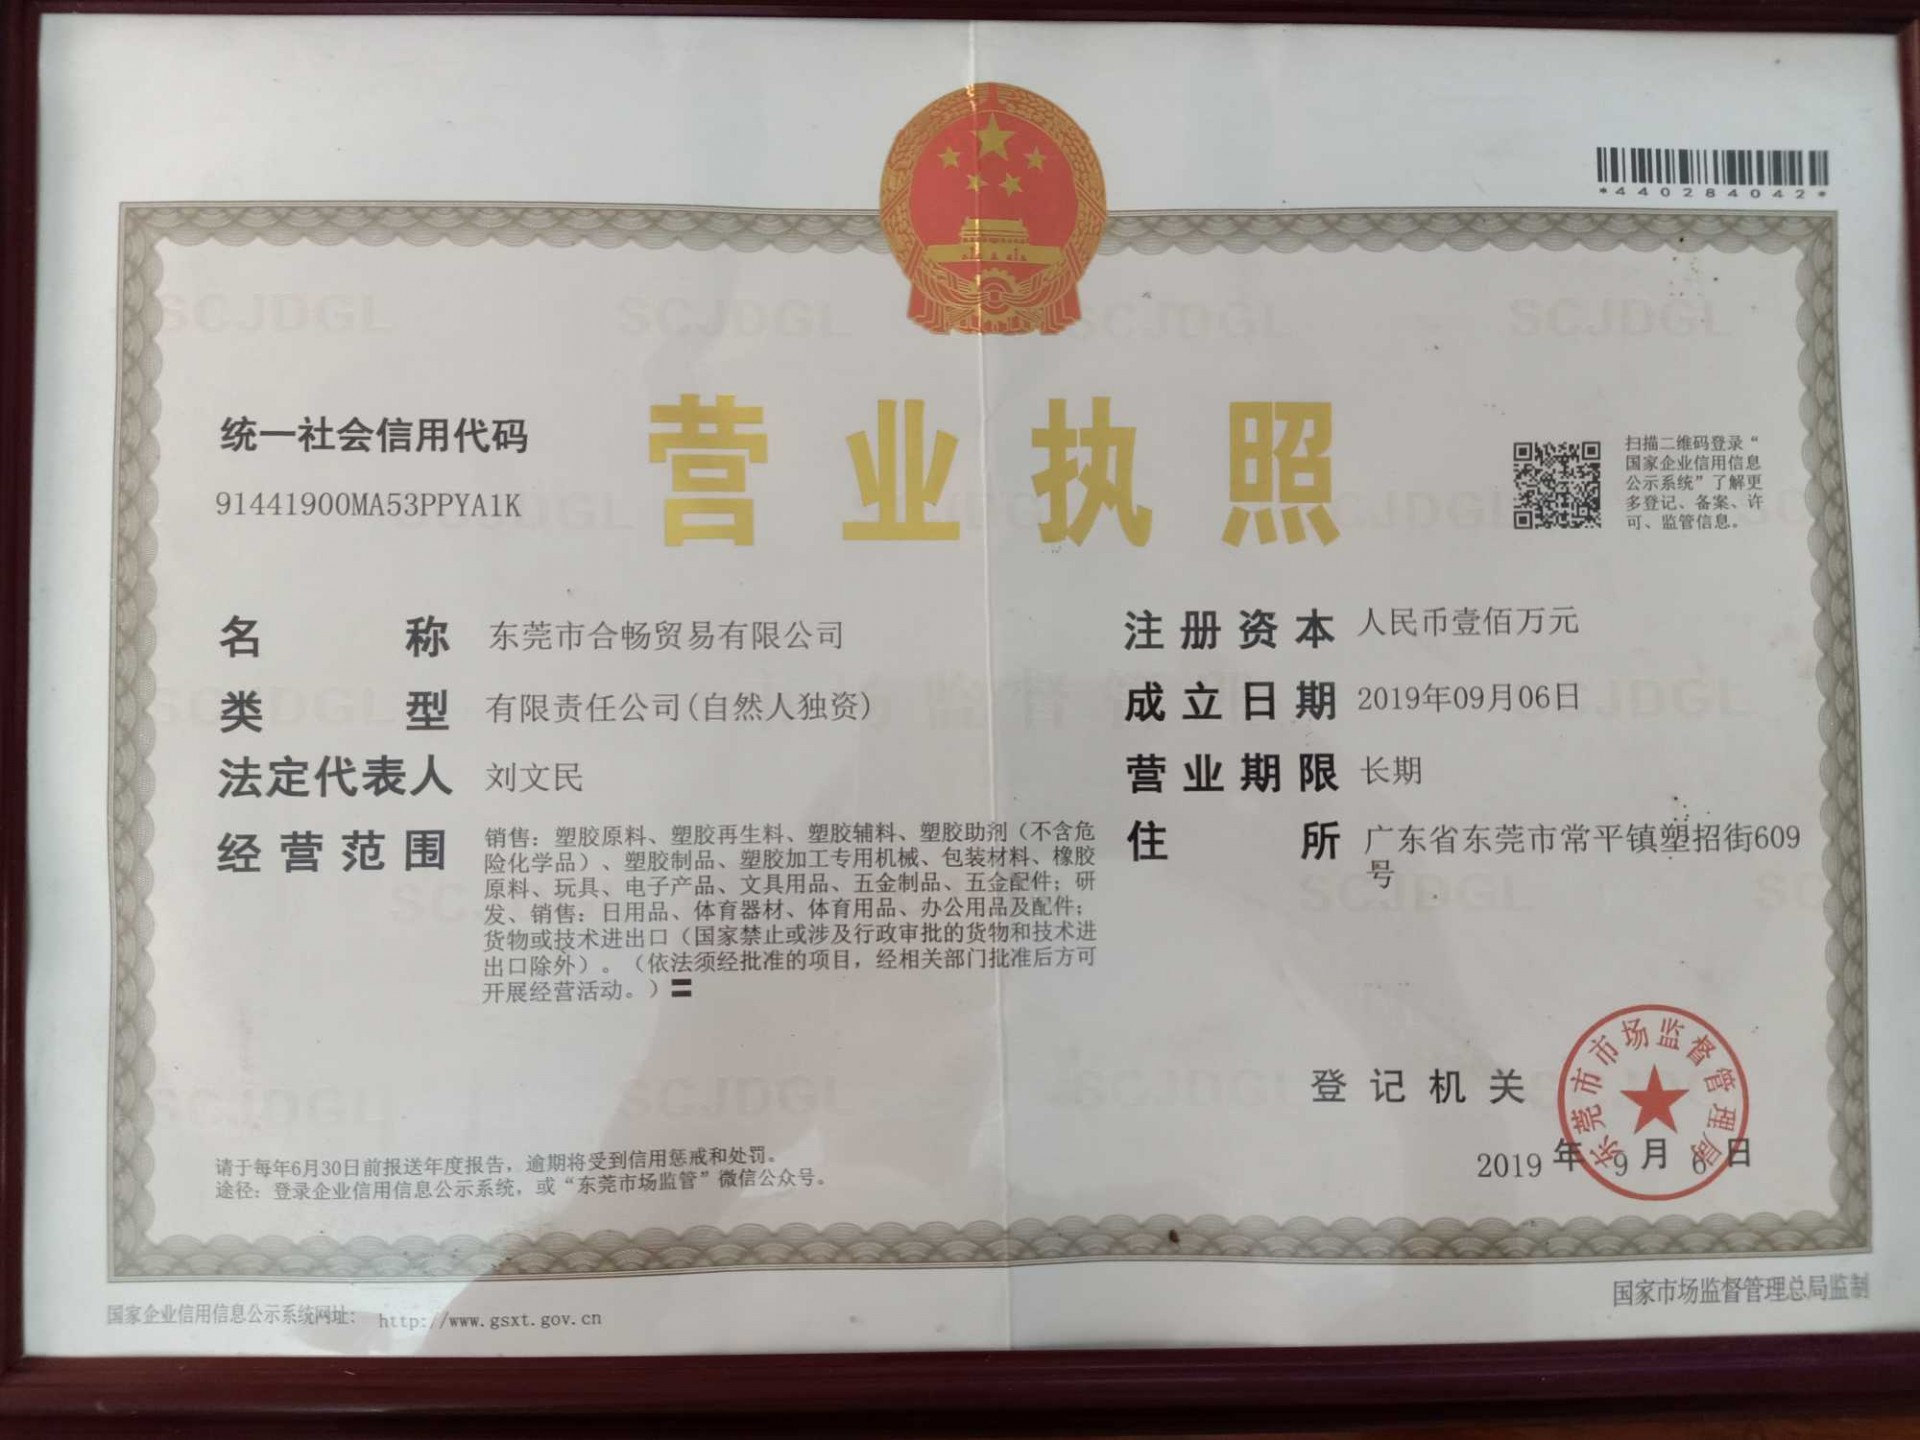 *440284042*
统一社会信用代码
91441900MA53PPYA1K
营业执照
扫描二维码登录“
国家企业信用信息
公示系统”了解更
多登记、备案、许
可、监管信息。
名称 东莞市合畅贸易有限公司
类型 有限责任公司(自然人独资)
法定代表人 刘文民
经营范围 销售：塑胶原料、塑胶再生料、塑胶辅料、塑胶助剂（不含危
险化学品）、塑胶制品、塑胶加工专用机械、包装材料、橡胶
原料、玩具、电子产品、文具用品、五金制品、五金配件；研
发、销售：日用品、体育器材、体育用品、办公用品及配件；
货物或技术进出口（国家禁止或涉及行政审批的货物和技术进
出口除外）。（依法须经批准的项目，经相关部门批准后方可
开展经营活动。）〓
注册资本 人民币壹佰万元
成立日期 2019年09月06日
营业期限 长期
住所 广东省东莞市常平镇塑招街609
号
登记机关
东莞市市场监督管理局
2019年9月6日
请于每年6月30日前报送年度报告，逾期将受到信用惩戒和处罚。
途径：登录企业信用信息公示系统，或“东莞市场监管”微信公众号。
国家企业信用信息公示系统网址： http://www.gsxt.gov.cn
国家市场监督管理总局监制
SCJDGL